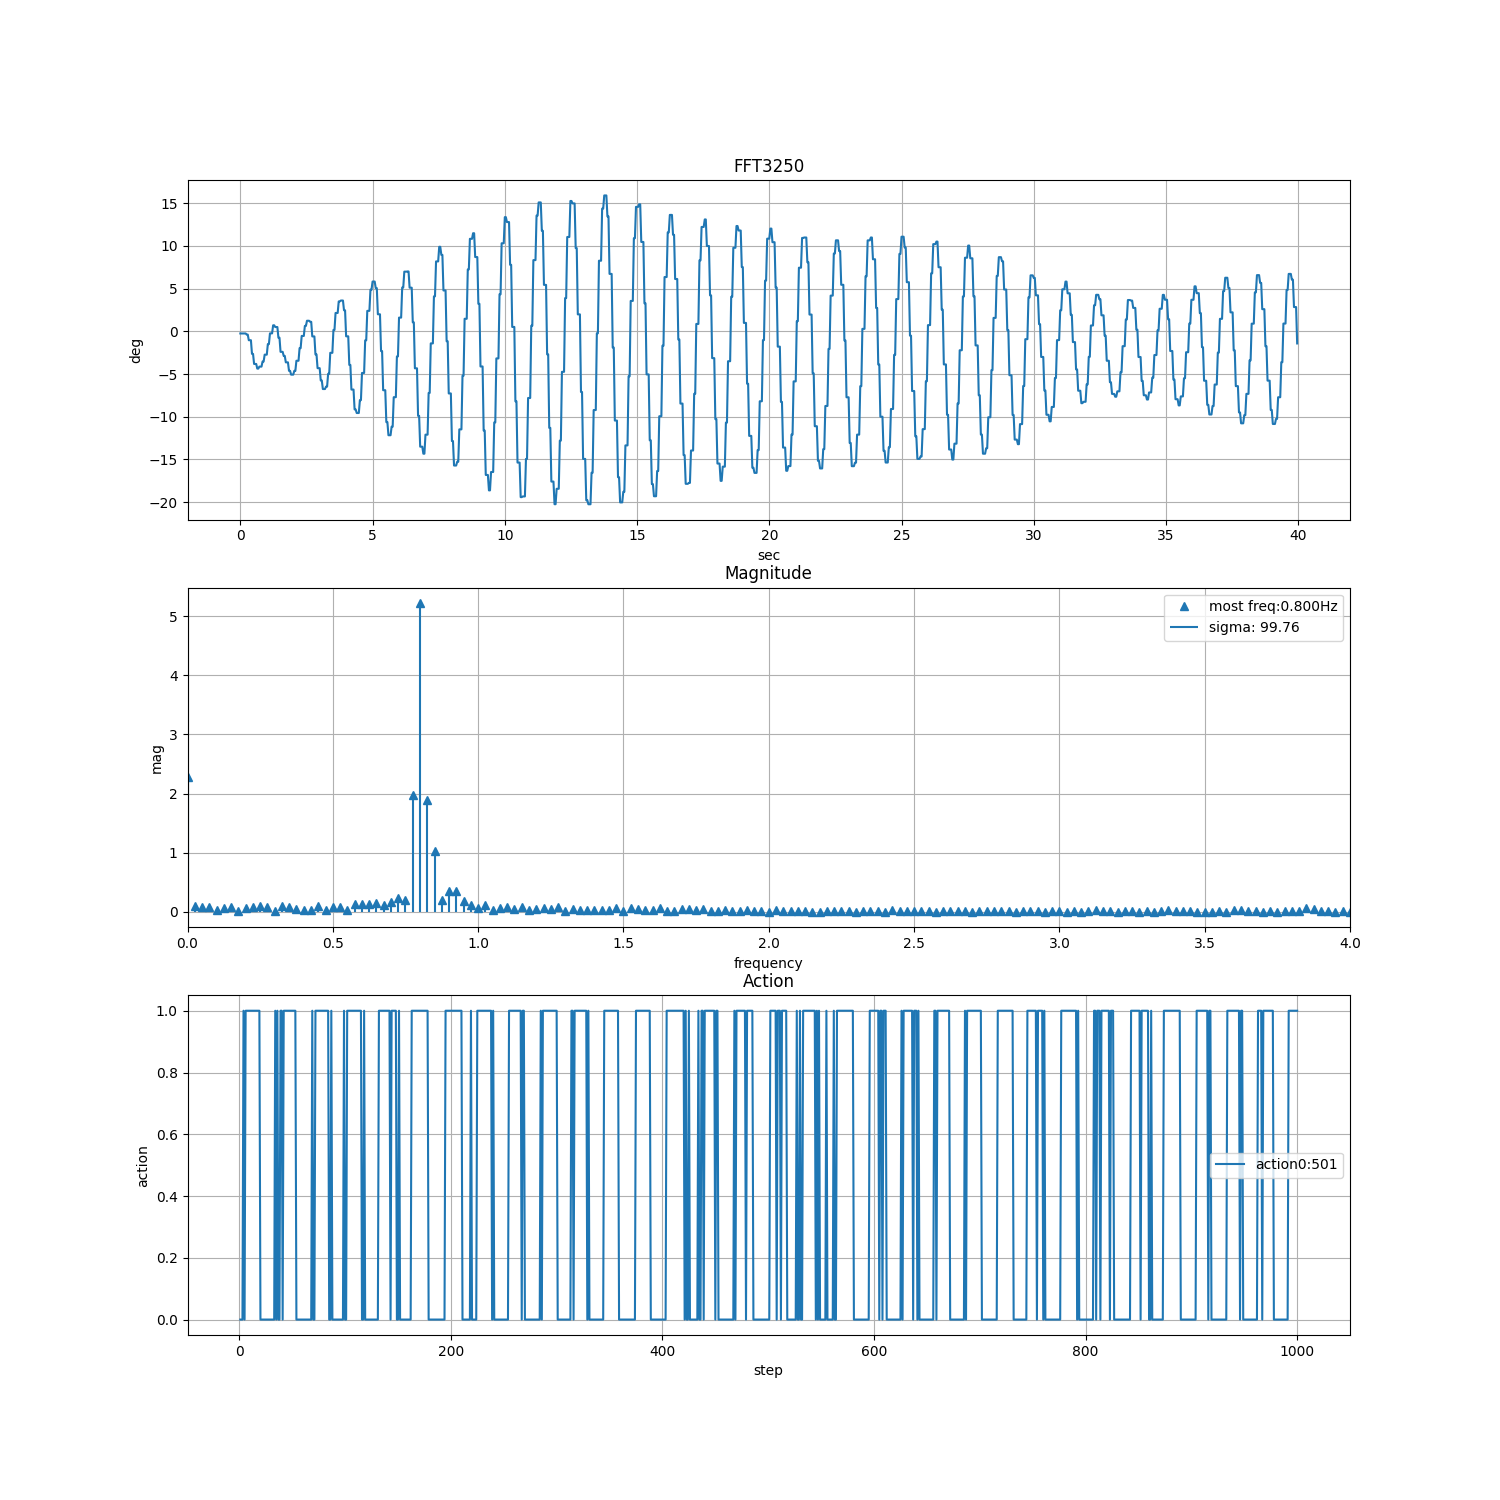 FFT3250
15
10
5
0
−5
−10
−15
−20
deg
0 5 10 15 20 25 30 35 40
sec
Magnitude
5
4
3
2
1
0
mag
most freq:0.800Hz
sigma: 99.76
0.0 0.5 1.0 1.5 2.0 2.5 3.0 3.5 4.0
frequency
Action
1.0
0.8
0.6
0.4
0.2
0.0
action
action0:501
0 200 400 600 800 1000
step